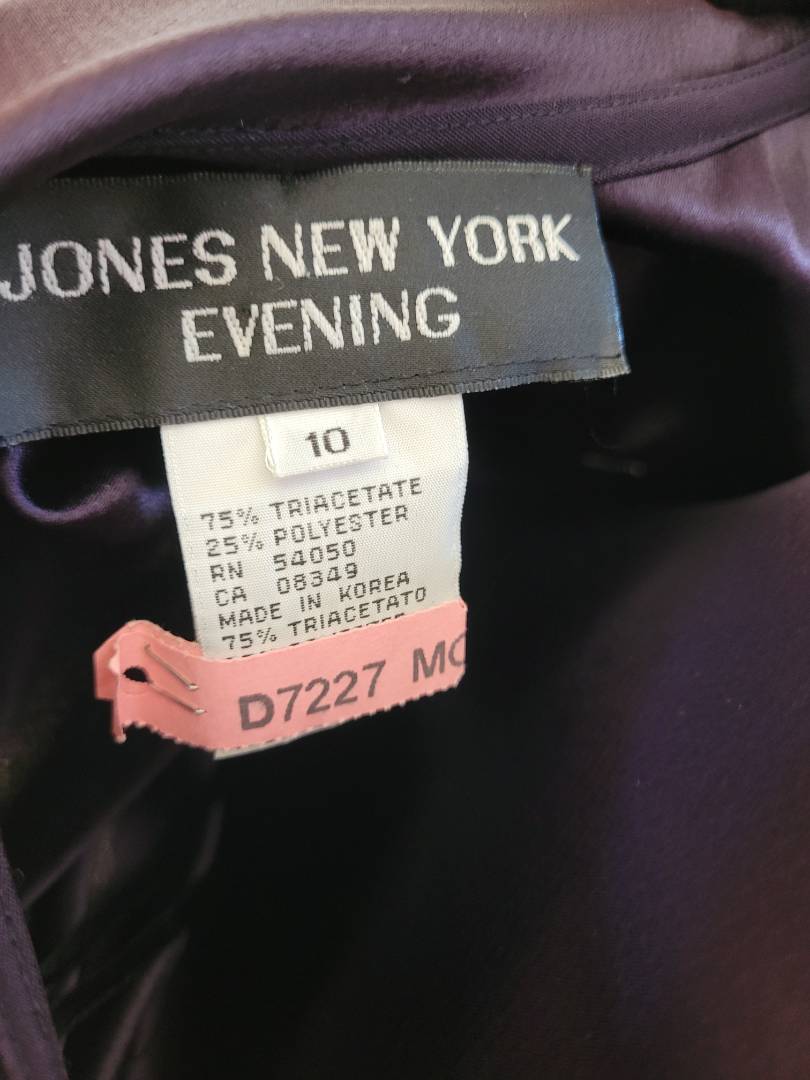 JONES NEW YORK
EVENING
10
75% TRIACETATE
25% POLYESTER
RN 54050
CA 08349
MADE IN KOREA
75% TRIACETATO
D7227 MC